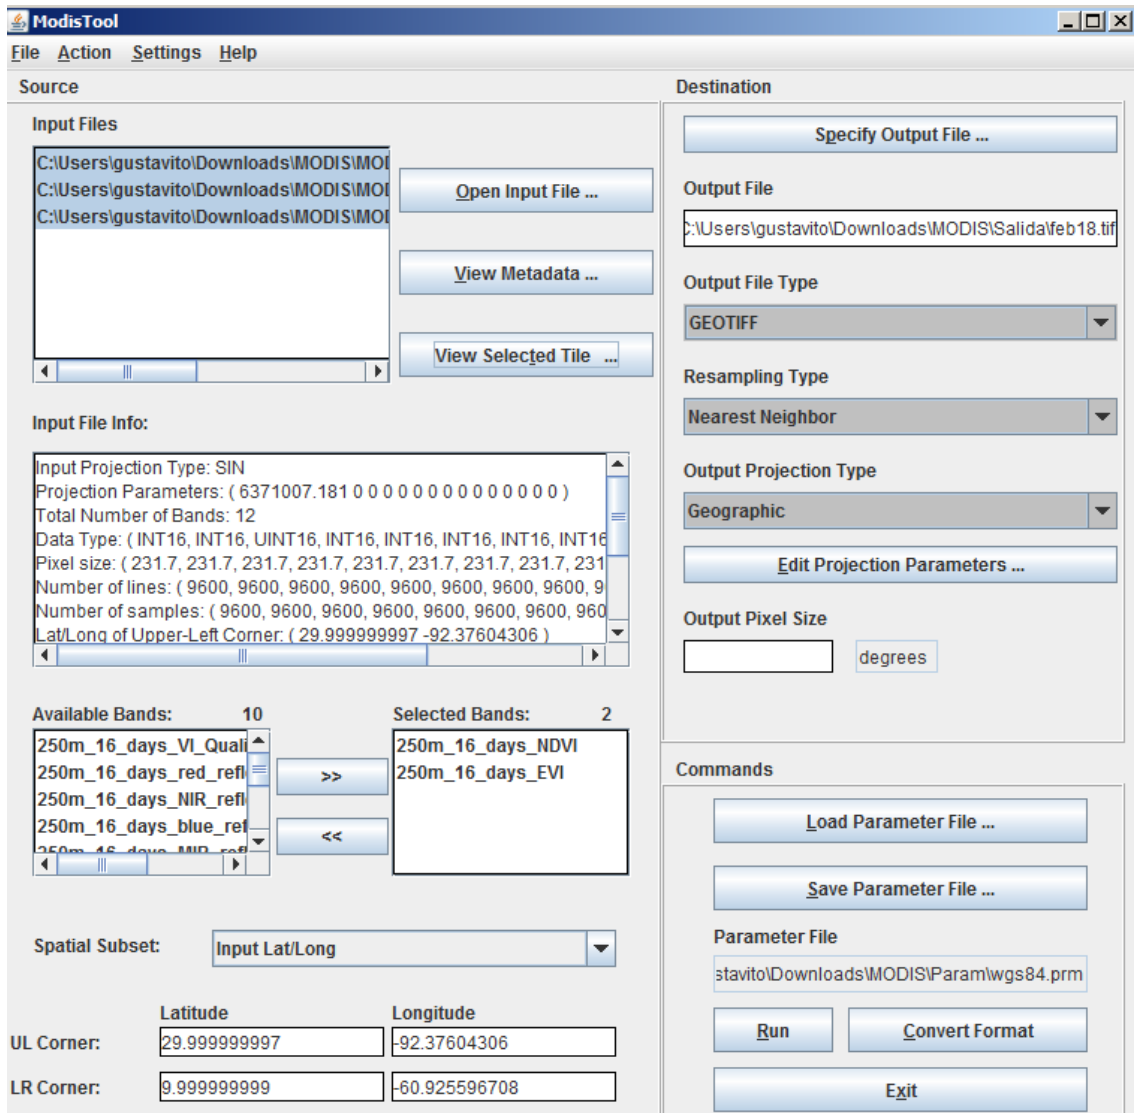 ModisTool
File Action Settings Help
Source
Input Files
C:\Users\gustavito\Downloads\MODIS\MOD
C:\Users\gustavito\Downloads\MODIS\MOD
C:\Users\gustavito\Downloads\MODIS\MOD
Open Input File ...
View Metadata ...
View Selected Tile ...
Input File Info:
Input Projection Type: SIN
Projection Parameters: ( 6371007.181 0 0 0 0 0 0 0 0 0 0 0 0 0 0 )
Total Number of Bands: 12
Data Type: ( INT16, INT16, UINT16, INT16, INT16, INT16, INT16, INT16
Pixel size: ( 231.7, 231.7, 231.7, 231.7, 231.7, 231.7, 231.7, 231.7, 231
Number of lines: ( 9600, 9600, 9600, 9600, 9600, 9600, 9600, 9
Number of samples: ( 9600, 9600, 9600, 9600, 9600, 9600, 960
Lat/Long of Upper-Left Corner: ( 29.999999997 -92.37604306 )
Available Bands: 10
250m_16_days_VI_Quali
250m_16_days_red_refl
250m_16_days_NIR_refl
250m_16_days_blue_ref
250m_16_days_MIR_refl
>>
<<
Selected Bands: 2
250m_16_days_NDVI
250m_16_days_EVI
Spatial Subset: Input Lat/Long
Latitude Longitude
UL Corner: 29.999999997 -92.37604306
LR Corner: 9.999999999 -60.925596708
Destination
Specify Output File ...
Output File
C:\Users\gustavito\Downloads\MODIS\Salida\feb18.tif
Output File Type
GEOTIFF
Resampling Type
Nearest Neighbor
Output Projection Type
Geographic
Edit Projection Parameters ...
Output Pixel Size
degrees
Commands
Load Parameter File ...
Save Parameter File ...
Parameter File
stavito\Downloads\MODIS\Param\wgs84.prm
Run
Convert Format
Exit